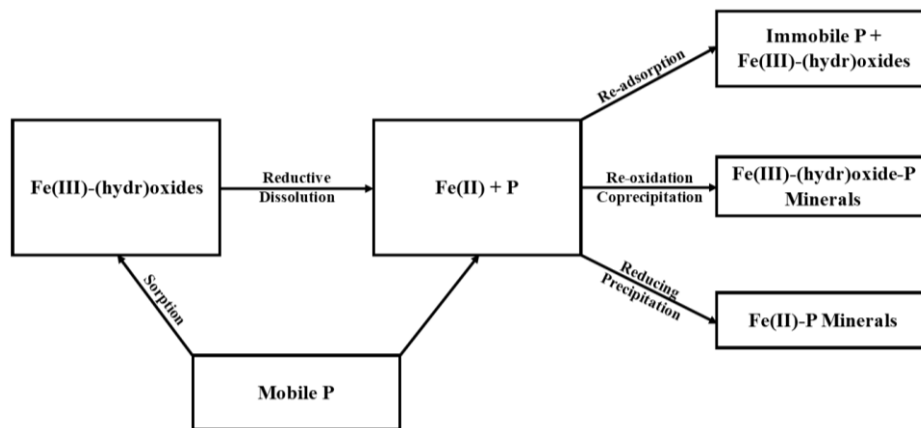 Immobile P +
Fe(III)-(hydr)oxides
Re-adsorption
Fe(III)-(hydr)oxides
Reductive
Dissolution
Fe(II) + P
Re-oxidation
Coprecipitation
Fe(III)-(hydr)oxide-P
Minerals
Sorption
Reducing
Precipitation
Fe(II)-P Minerals
Mobile P